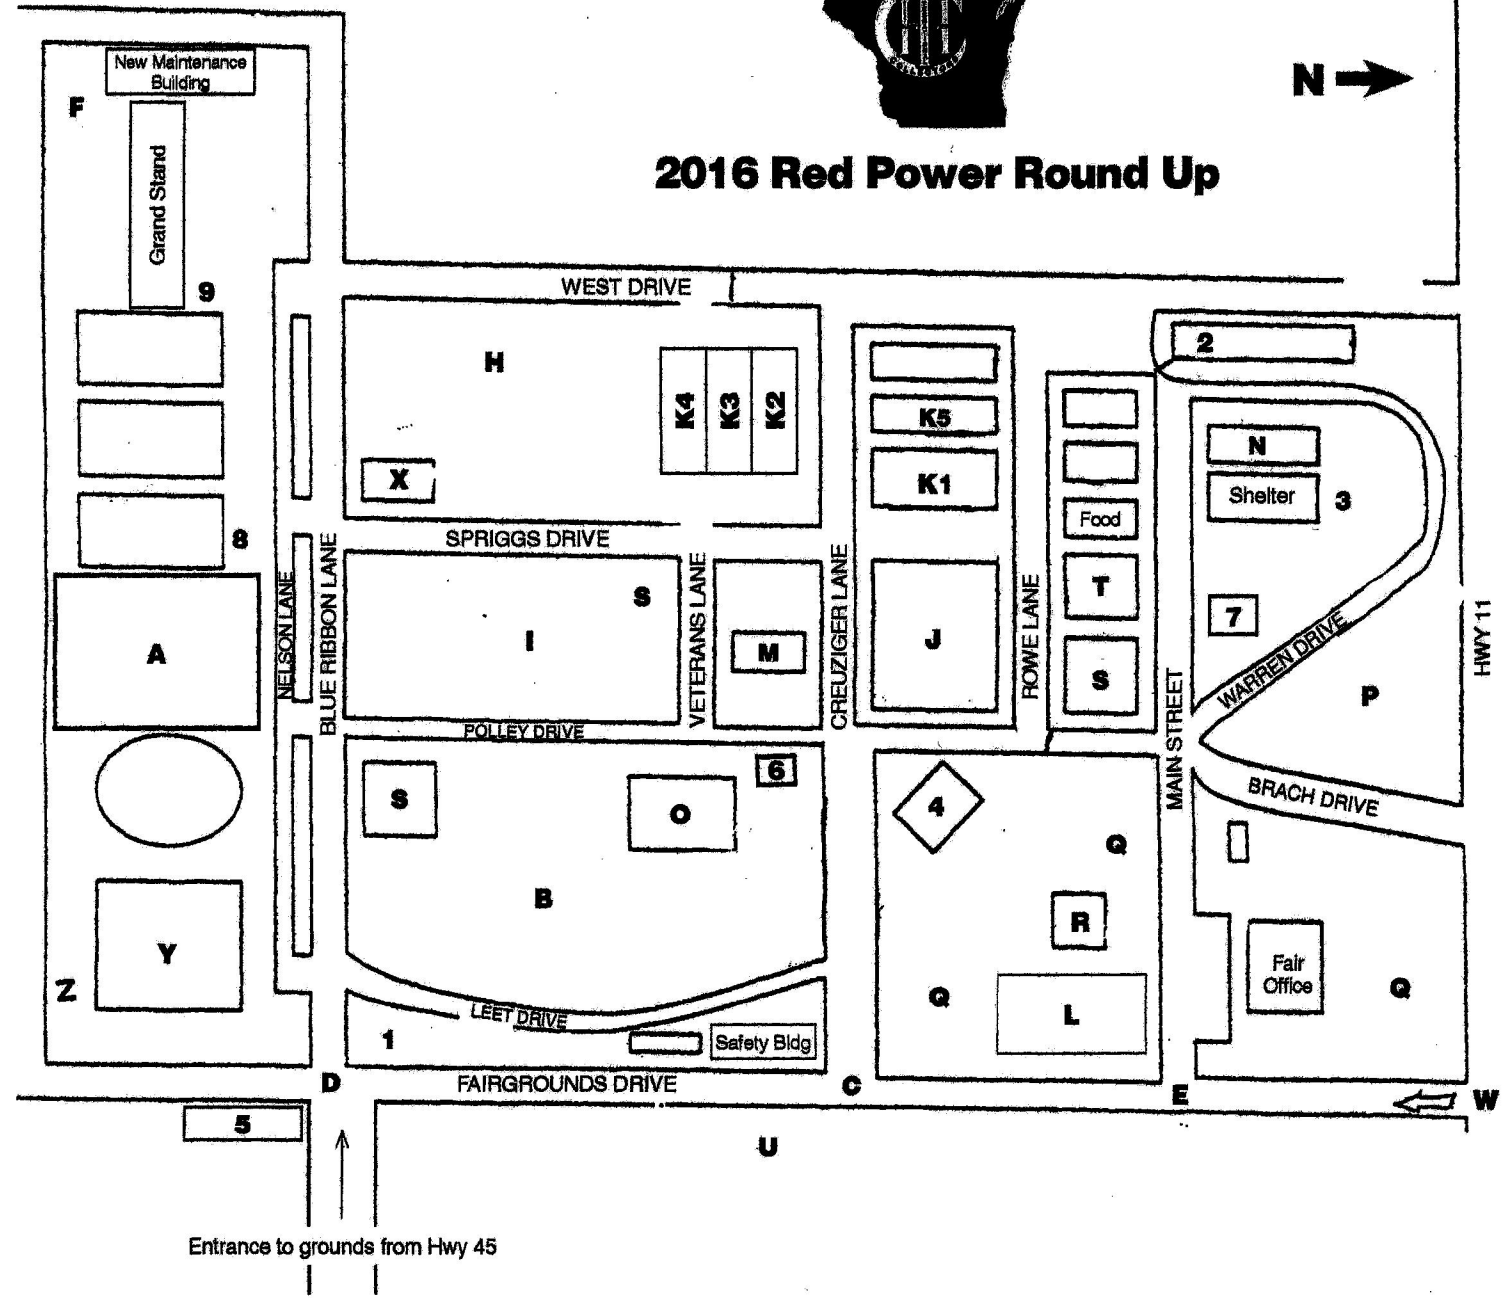 COLLECTORS
N
2016 Red Power Round Up
New Maintenance
Building
F
Grand Stand
9
WEST DRIVE
2
H
K4
K3
K2
K5
K1
N
Shelter
3
X
Food
8
SPRIGGS DRIVE
A
NELSON LANE
BLUE RIBBON LANE
I
S
VETERANS LANE
M
CREUZIGER LANE
J
ROWE LANE
T
S
MAIN STREET
7
WARREN DRIVE
P
HWY 11
POLLEY DRIVE
BRACH DRIVE
S
O
6
4
Q
B
R
Y
Z
Q
L
Fair
Office
Q
LEET DRIVE
1
Safety Bldg
D
FAIRGROUNDS DRIVE
C
E
W
5
U
Entrance to grounds from Hwy 45